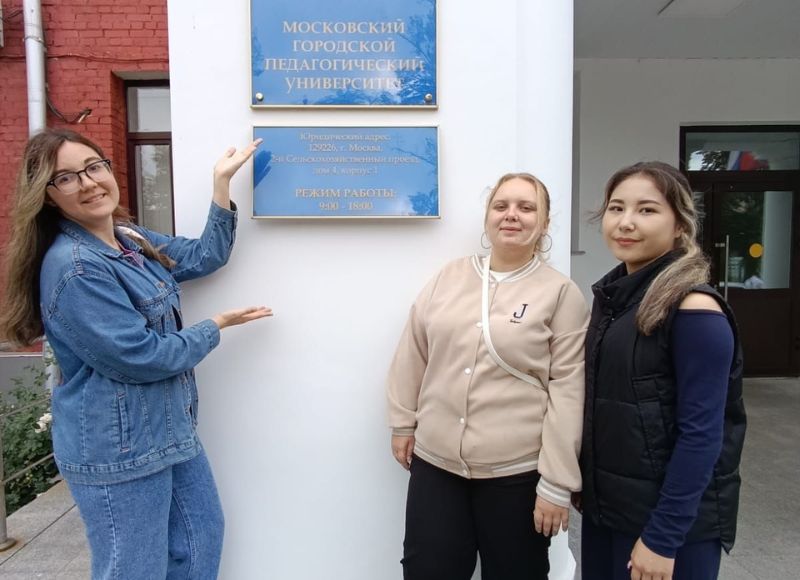 МОСКОВСКИЙ
ГОРОДСКОЙ
ПЕДАГОГИЧЕСКИЙ
УНИВЕРСИТЕТ
Юридический адрес:
129226, г. Москва,
2-й Сельскохозяйственный проезд,
дом 4, корпус 1
РЕЖИМ РАБОТЫ:
9:00 - 18:00
J